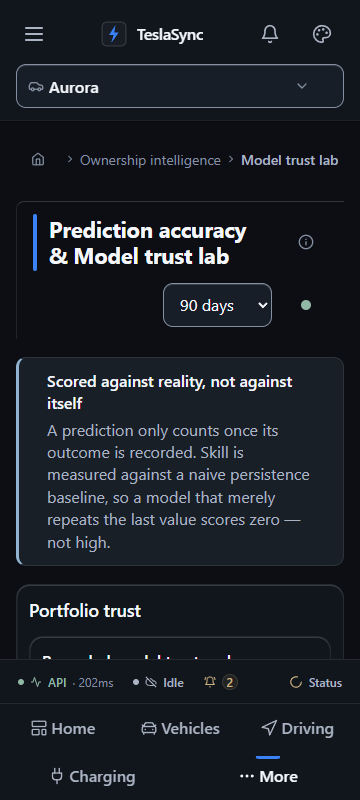 TeslaSync
Aurora
Ownership intelligence
Model trust lab
Prediction accuracy
& Model trust lab
90 days
Scored against reality, not against
itself
A prediction only counts once its
outcome is recorded. Skill is
measured against a naive persistence
baseline, so a model that merely
repeats the last value scores zero —
not high.
Portfolio trust
API · 202ms
Idle
2
Status
Home
Vehicles
Driving
Charging
More